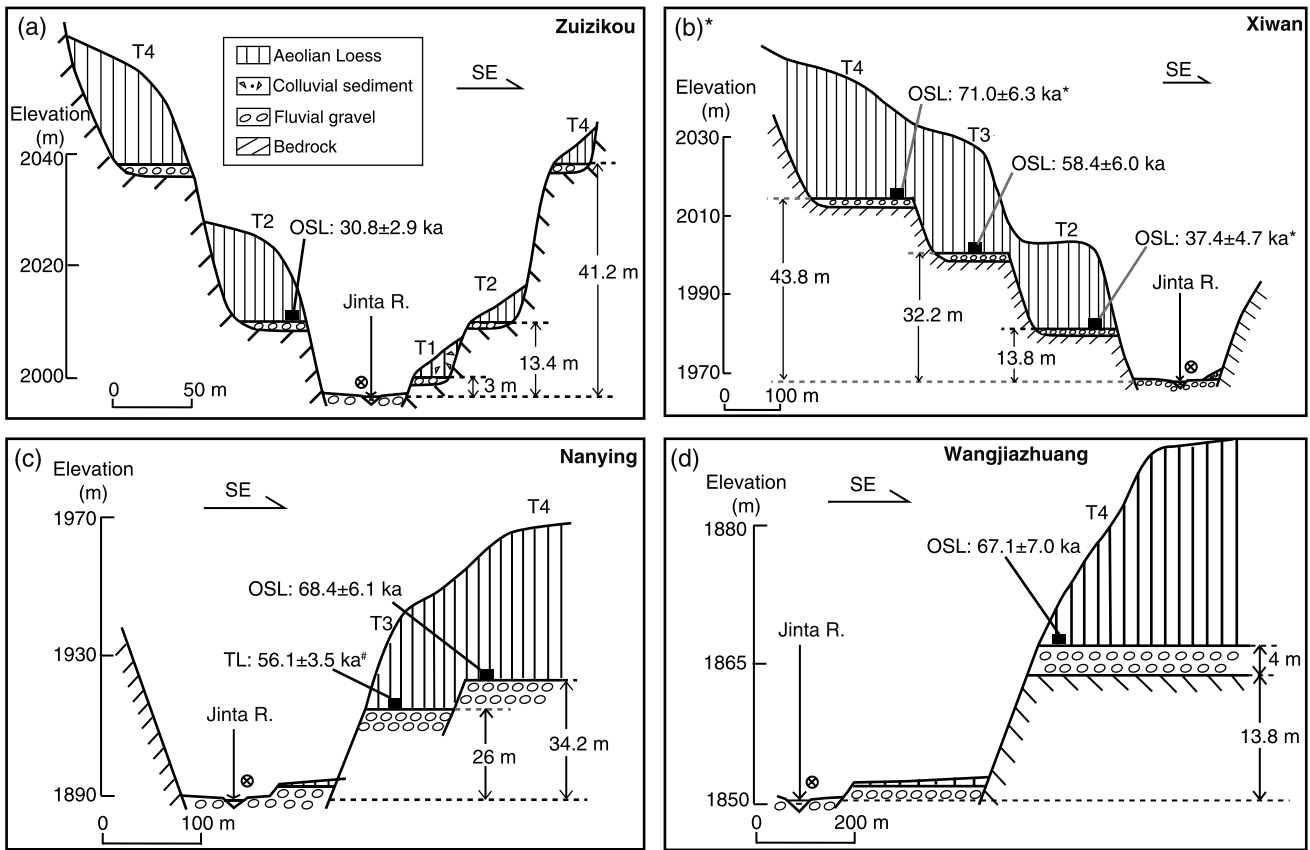 (a)
Zuizikou
T4
Aeolian Loess
Colluvial sediment
Fluvial gravel
Bedrock
SE
Elevation
(m)
2040
2020
2000
T2
OSL: 30.8±2.9 ka
Jinta R.
T4
T2
T1
41.2 m
13.4 m
3 m
0 50 m
(b)*
Xiwan
T4
SE
OSL: 71.0±6.3 ka*
Elevation
(m)
T3
2030
OSL: 58.4±6.0 ka
2010
T2
OSL: 37.4±4.7 ka*
43.8 m
Jinta R.
1990
32.2 m
13.8 m
1970
0 100 m
(c)
Nanying
Elevation
(m)
SE
T4
1970
OSL: 68.4±6.1 ka
T3
1930
TL: 56.1±3.5 ka#
Jinta R.
34.2 m
26 m
1890
0 100 m
(d)
Wangjiazhuang
Elevation
(m)
SE
T4
1880
OSL: 67.1±7.0 ka
Jinta R.
1865
4 m
13.8 m
1850
0 200 m